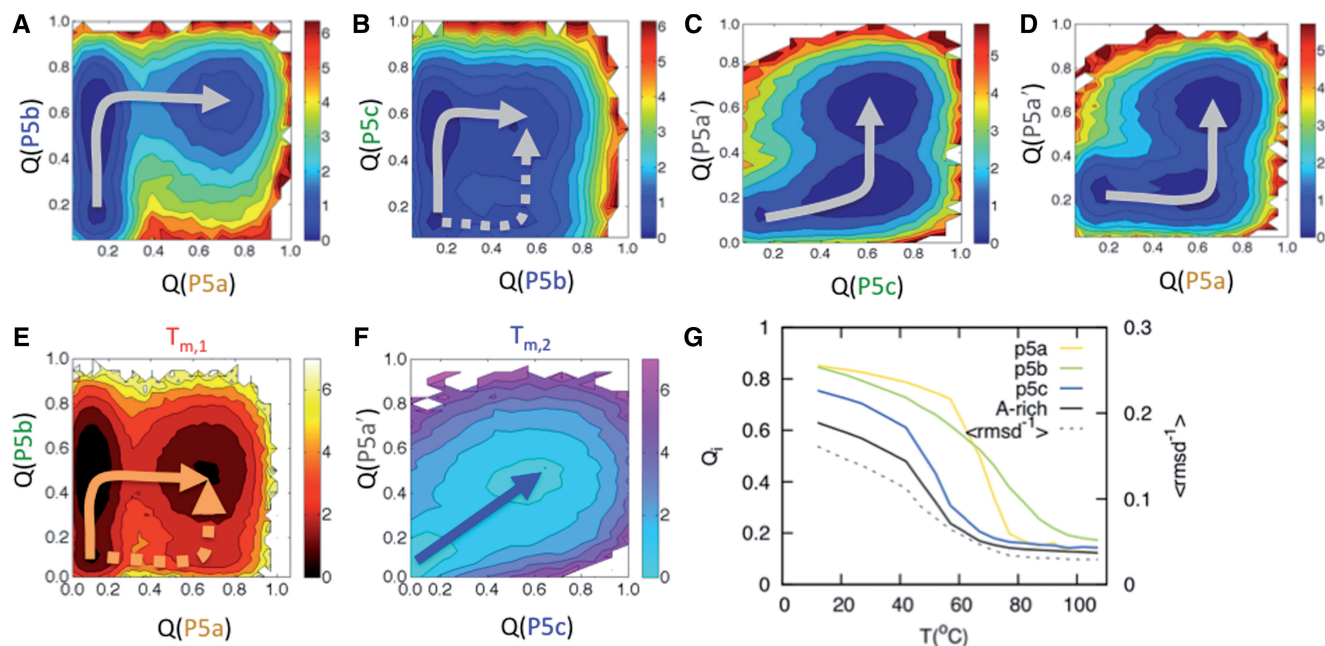 A
B
C
D
1.0
0.8
0.6
0.4
0.2
0.2 0.4 0.6 0.8 1.0
6
5
4
3
2
1
0
Q(P5b)
Q(P5a)
1.0
0.8
0.6
0.4
0.2
0.2 0.4 0.6 0.8 1.0
6
5
4
3
2
1
0
Q(P5c)
Q(P5b)
1.0
0.8
0.6
0.4
0.2
0.0
0.2 0.4 0.6 0.8 1.0
5
4
3
2
1
0
Q(P5a′)
Q(P5c)
1.0
0.8
0.6
0.4
0.2
0.0
0.2 0.4 0.6 0.8 1.0
5
4
3
2
1
0
Q(P5a′)
Q(P5a)
E
Tm,1
1.0
0.8
0.6
0.4
0.2
0.0
0.0 0.2 0.4 0.6 0.8 1.0
6
4
2
0
Q(P5b)
Q(P5a)
F
Tm,2
1.0
0.8
0.6
0.4
0.2
0.0
0.0 0.2 0.4 0.6 0.8 1.0
6
4
2
0
Q(P5a′)
Q(P5c)
G
1
0.8
0.6
0.4
0.2
0
Qi
0 20 40 60 80 100
T(°C)
p5a
p5b
p5c
A-rich
<rmsd-1>
0.3
0.2
0.1
0
<rmsd-1>